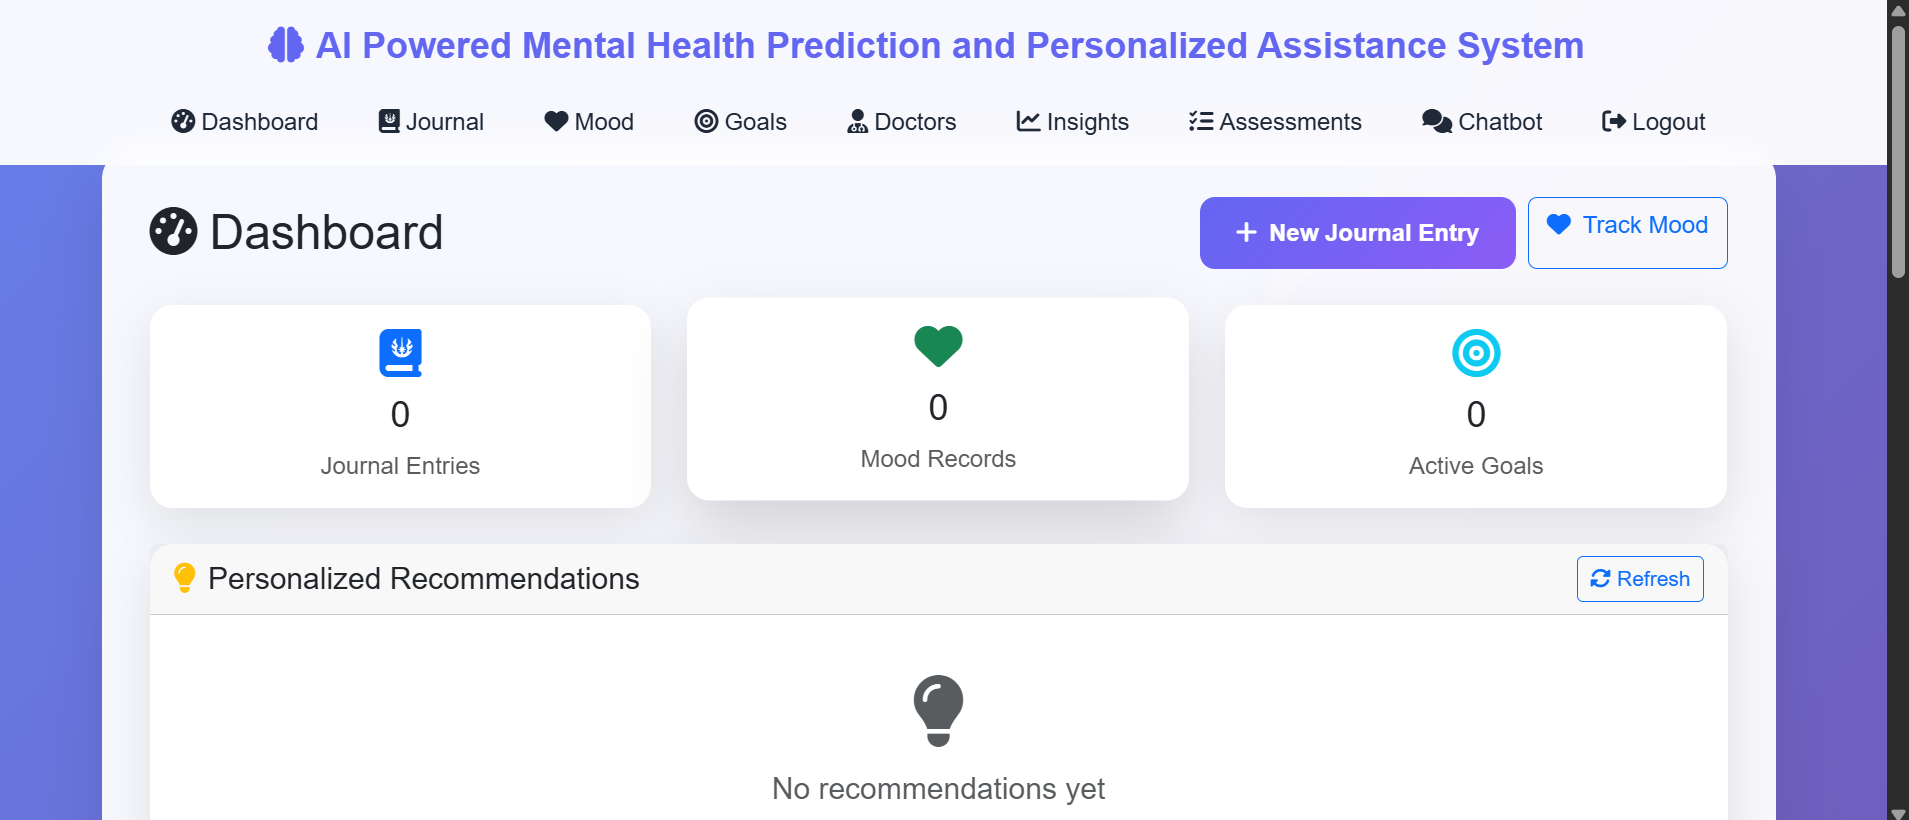 AI Powered Mental Health Prediction and Personalized Assistance System
Dashboard Journal Mood Goals Doctors Insights Assessments Chatbot Logout
Dashboard
New Journal Entry
Track Mood
0
Journal Entries
0
Mood Records
0
Active Goals
Personalized Recommendations
Refresh
No recommendations yet